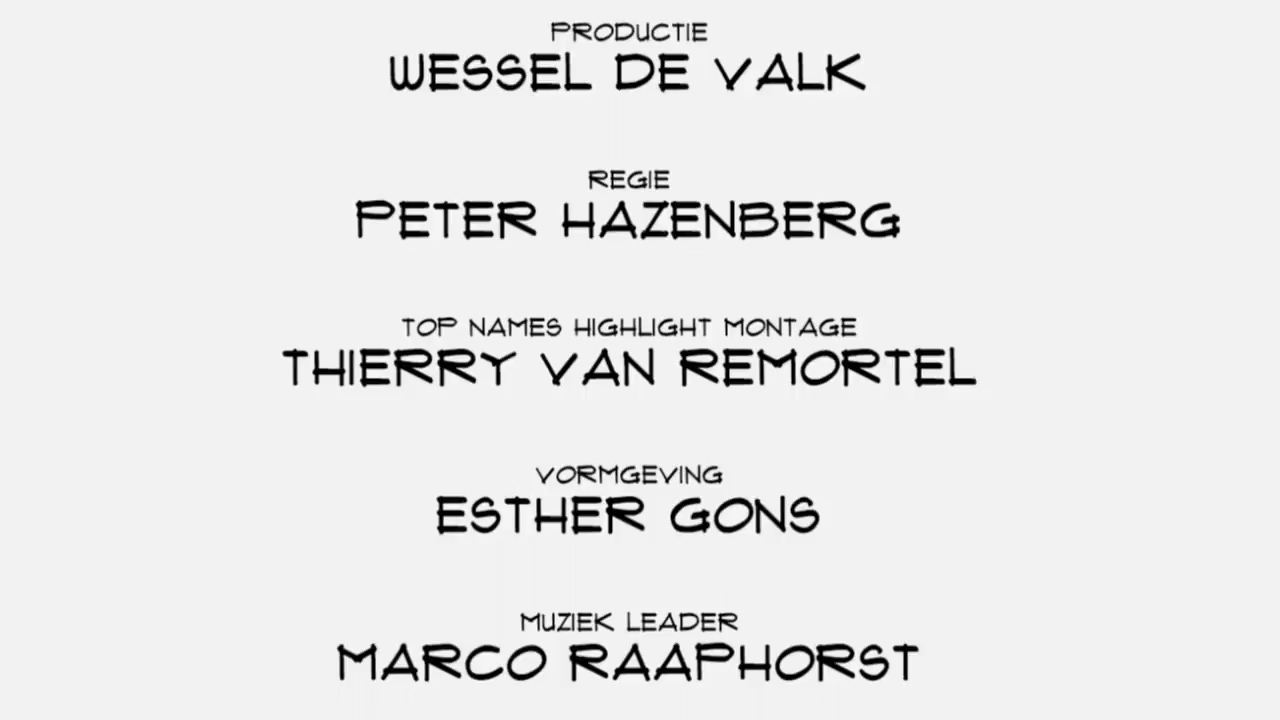 PRODUCTIE
WESSEL DE VALK
REGIE
PETER HAZENBERG
TOP NAMES HIGHLIGHT MONTAGE
THIERRY VAN REMORTEL
VORMGEVING
ESTHER GONS
MUZIEK LEADER
MARCO RAAPHORST